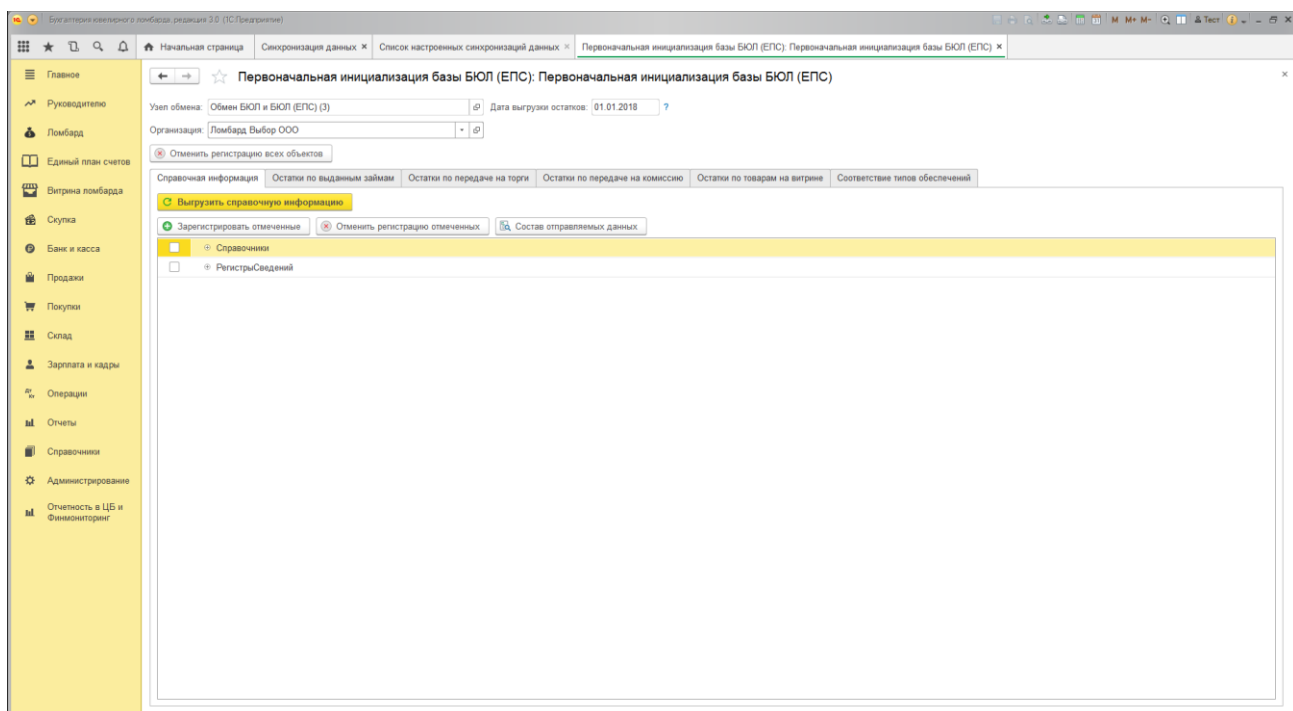 Бухгалтерия ювелирного ломбарда, редакция 3.0 (1С:Предприятие)
M M+ M- Тест
Начальная страница Синхронизация данных × Список настроенных синхронизаций данных × Первоначальная инициализация базы БЮЛ (ЕПС): Первоначальная инициализация базы БЮЛ (ЕПС) ×
Главное
Руководителю
Ломбард
Единый план счетов
Витрина ломбарда
Скупка
Банк и касса
Продажи
Покупки
Склад
Зарплата и кадры
Операции
Отчеты
Справочники
Администрирование
Отчетность в ЦБ и
Финмониторинг
Первоначальная инициализация базы БЮЛ (ЕПС): Первоначальная инициализация базы БЮЛ (ЕПС)
Узел обмена: Обмен БЮЛ и БЮЛ (ЕПС) (3) Дата выгрузки остатков: 01.01.2018 ?
Организация: Ломбард Выбор ООО
Отменить регистрацию всех объектов
Справочная информация Остатки по выданным займам Остатки по передаче на торги Остатки по передаче на комиссию Остатки по товарам на витрине Соответствие типов обеспечений
Выгрузить справочную информацию
Зарегистрировать отмеченные Отменить регистрацию отмеченных Состав отправляемых данных
Справочники
РегистрыСведений